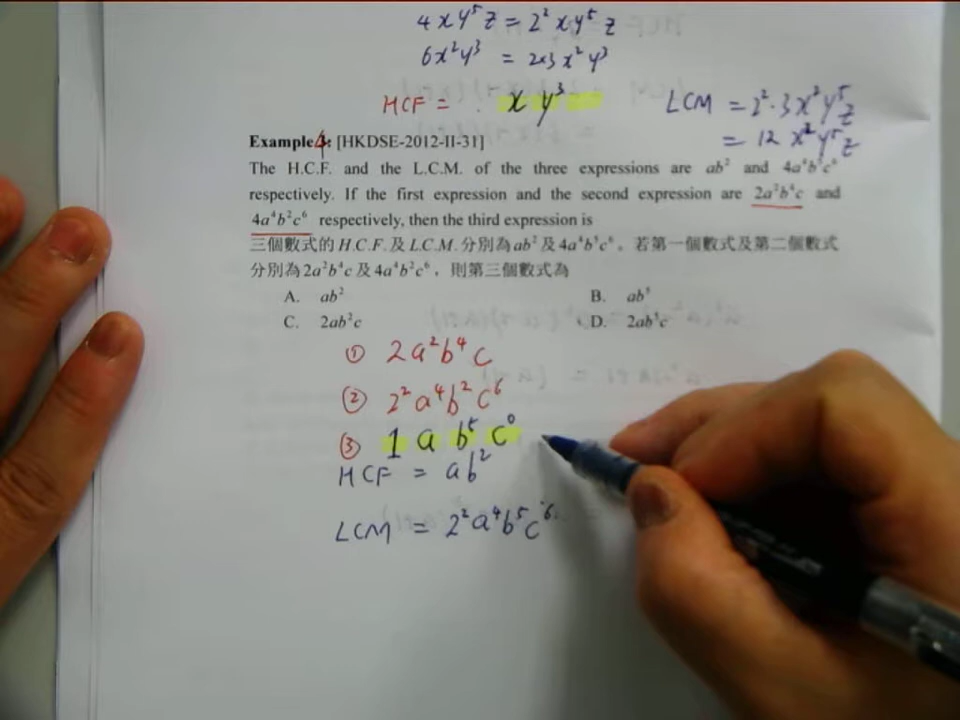 4xy⁵z = 2²xy⁵z
6x²y³ = 2×3x²y³
HCF = xy³
LCM = 2²·3x²y⁵z
= 12x²y⁵z
Example 4: [HKDSE-2012-II-31]
The H.C.F. and the L.C.M. of the three expressions are ab² and 4a⁴b⁵c⁶
respectively. If the first expression and the second expression are 2a²b⁴c and
4a⁴b²c⁶ respectively, then the third expression is
三個數式的 H.C.F. 及 L.C.M. 分別為 ab² 及 4a⁴b⁵c⁶。若第一個數式及第二個數式
分別為 2a²b⁴c 及 4a⁴b²c⁶，則第三個數式為
A. ab² B. ab⁵
C. 2ab²c D. 2ab⁵c
① 2a²b⁴c
② 2²a⁴b²c⁶
③ 1ab⁵c⁰
HCF = ab²
LCM = 2²a⁴b⁵c⁶